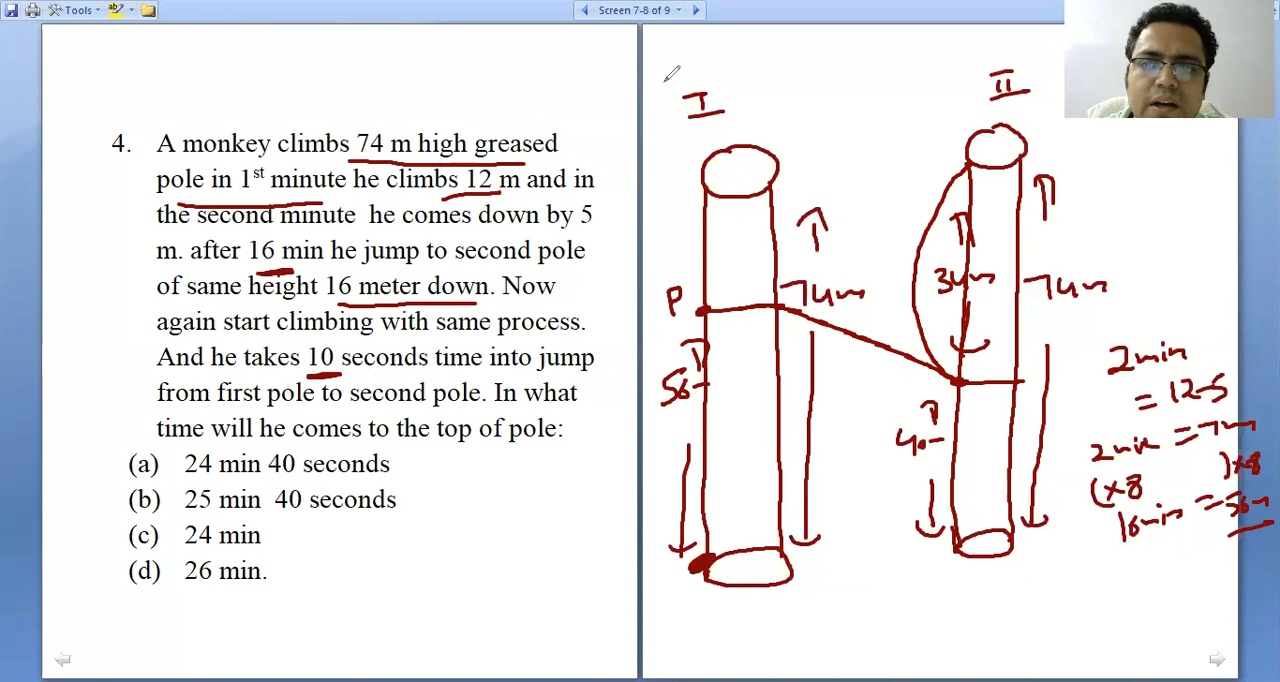 Tools
Screen 7-8 of 9
4. A monkey climbs 74 m high greased
pole in 1st minute he climbs 12 m and in
the second minute he comes down by 5
m. after 16 min he jump to second pole
of same height 16 meter down. Now
again start climbing with same process.
And he takes 10 seconds time into jump
from first pole to second pole. In what
time will he comes to the top of pole:
(a) 24 min 40 seconds
(b) 25 min 40 seconds
(c) 24 min
(d) 26 min.
I
II
P
74m
56m
34m
74m
40m
2 min
= 12-5
2min = 7m
(×8 )×8
16min = 56m